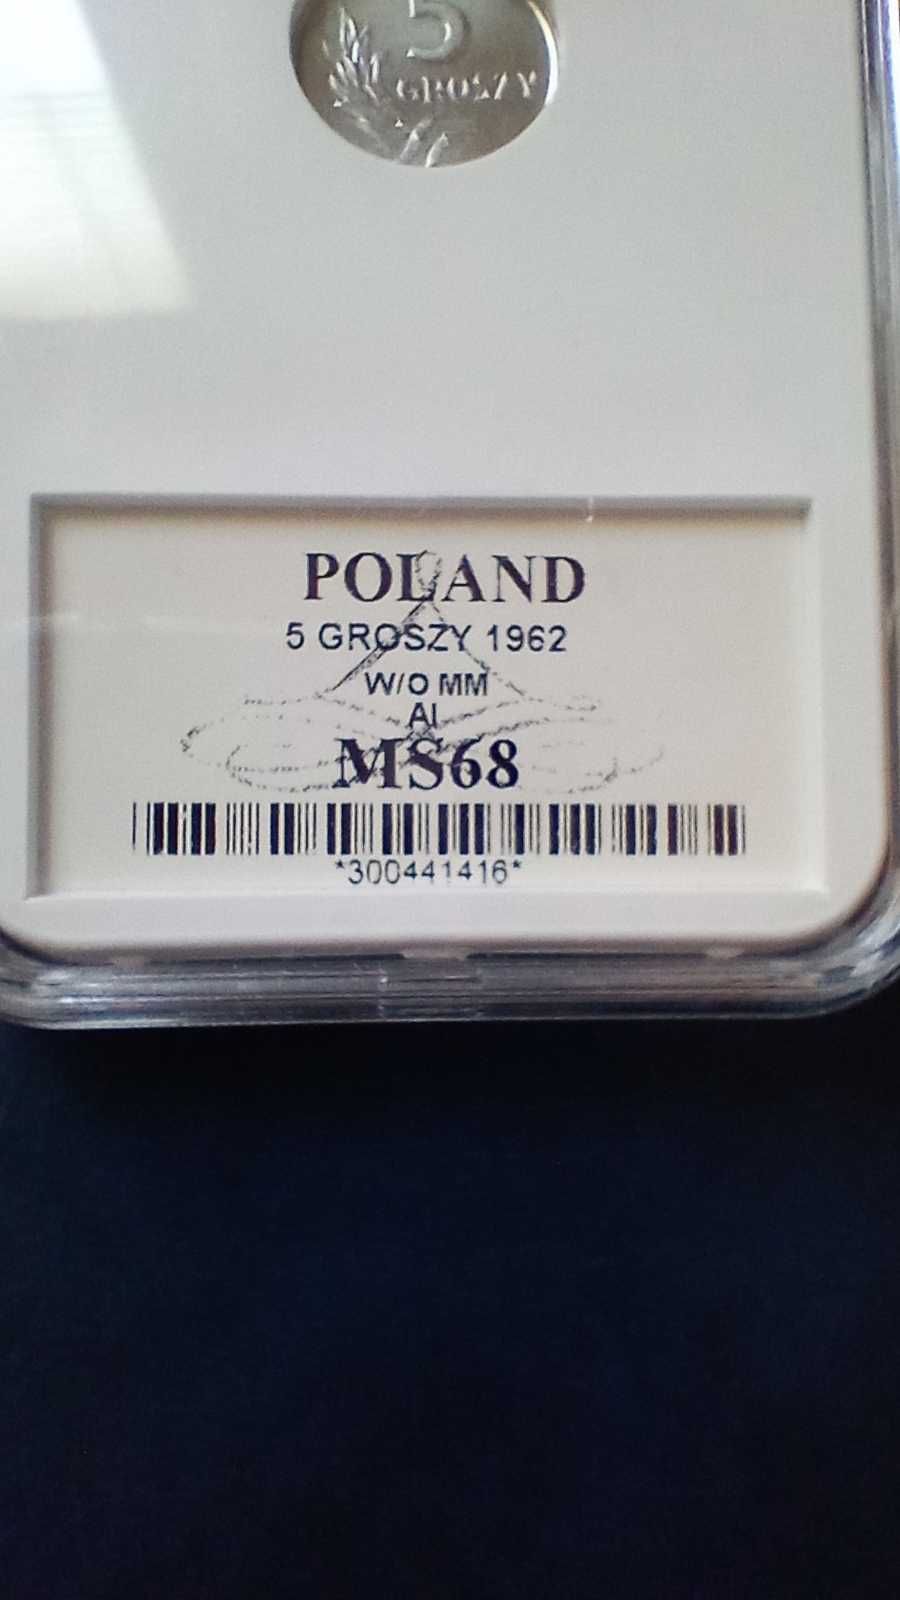 5
GROSZY
POLAND
5 GROSZY 1962
W/O MM
Al
MS68
*300441416*